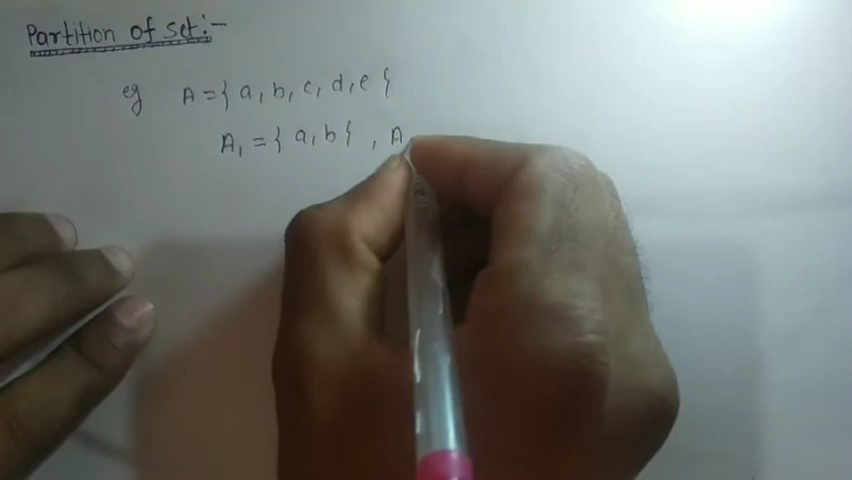 Partition of set:-
eg A = { a, b, c, d, e }
A₁ = { a, b } , A